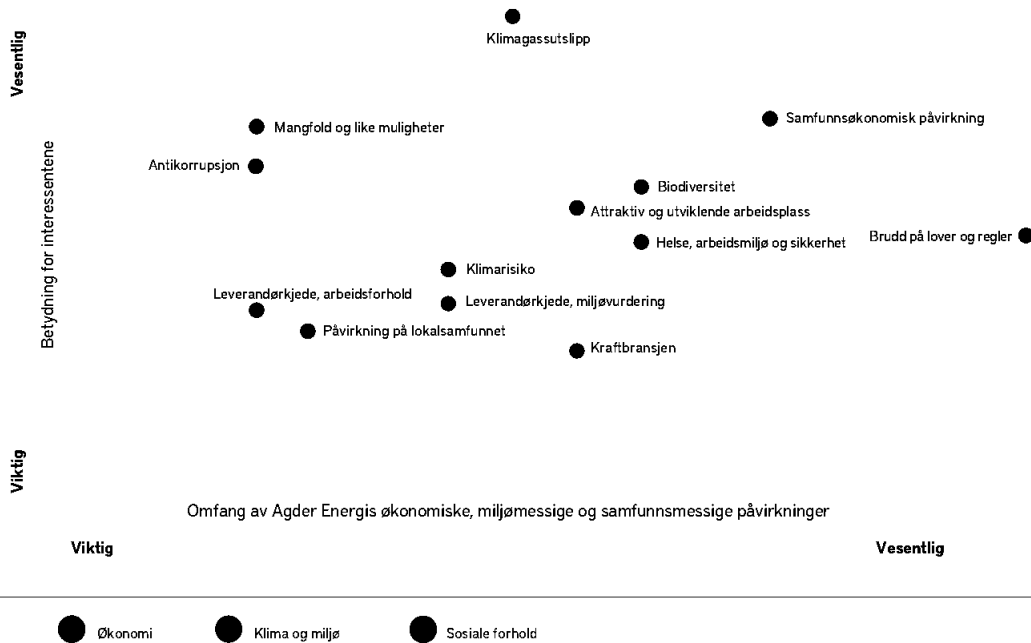 Vesentlig
Klimagassutslipp
Samfunnsøkonomisk påvirkning
Mangfold og like muligheter
Antikorrupsjon
Biodiversitet
Attraktiv og utviklende arbeidsplass
Brudd på lover og regler
Helse, arbeidsmiljø og sikkerhet
Betydning for interessentene
Klimarisiko
Leverandørkjede, arbeidsforhold
Leverandørkjede, miljøvurdering
Påvirkning på lokalsamfunnet
Kraftbransjen
Viktig
Omfang av Agder Energis økonomiske, miljømessige og samfunnsmessige påvirkninger
Viktig
Vesentlig
Økonomi
Klima og miljø
Sosiale forhold